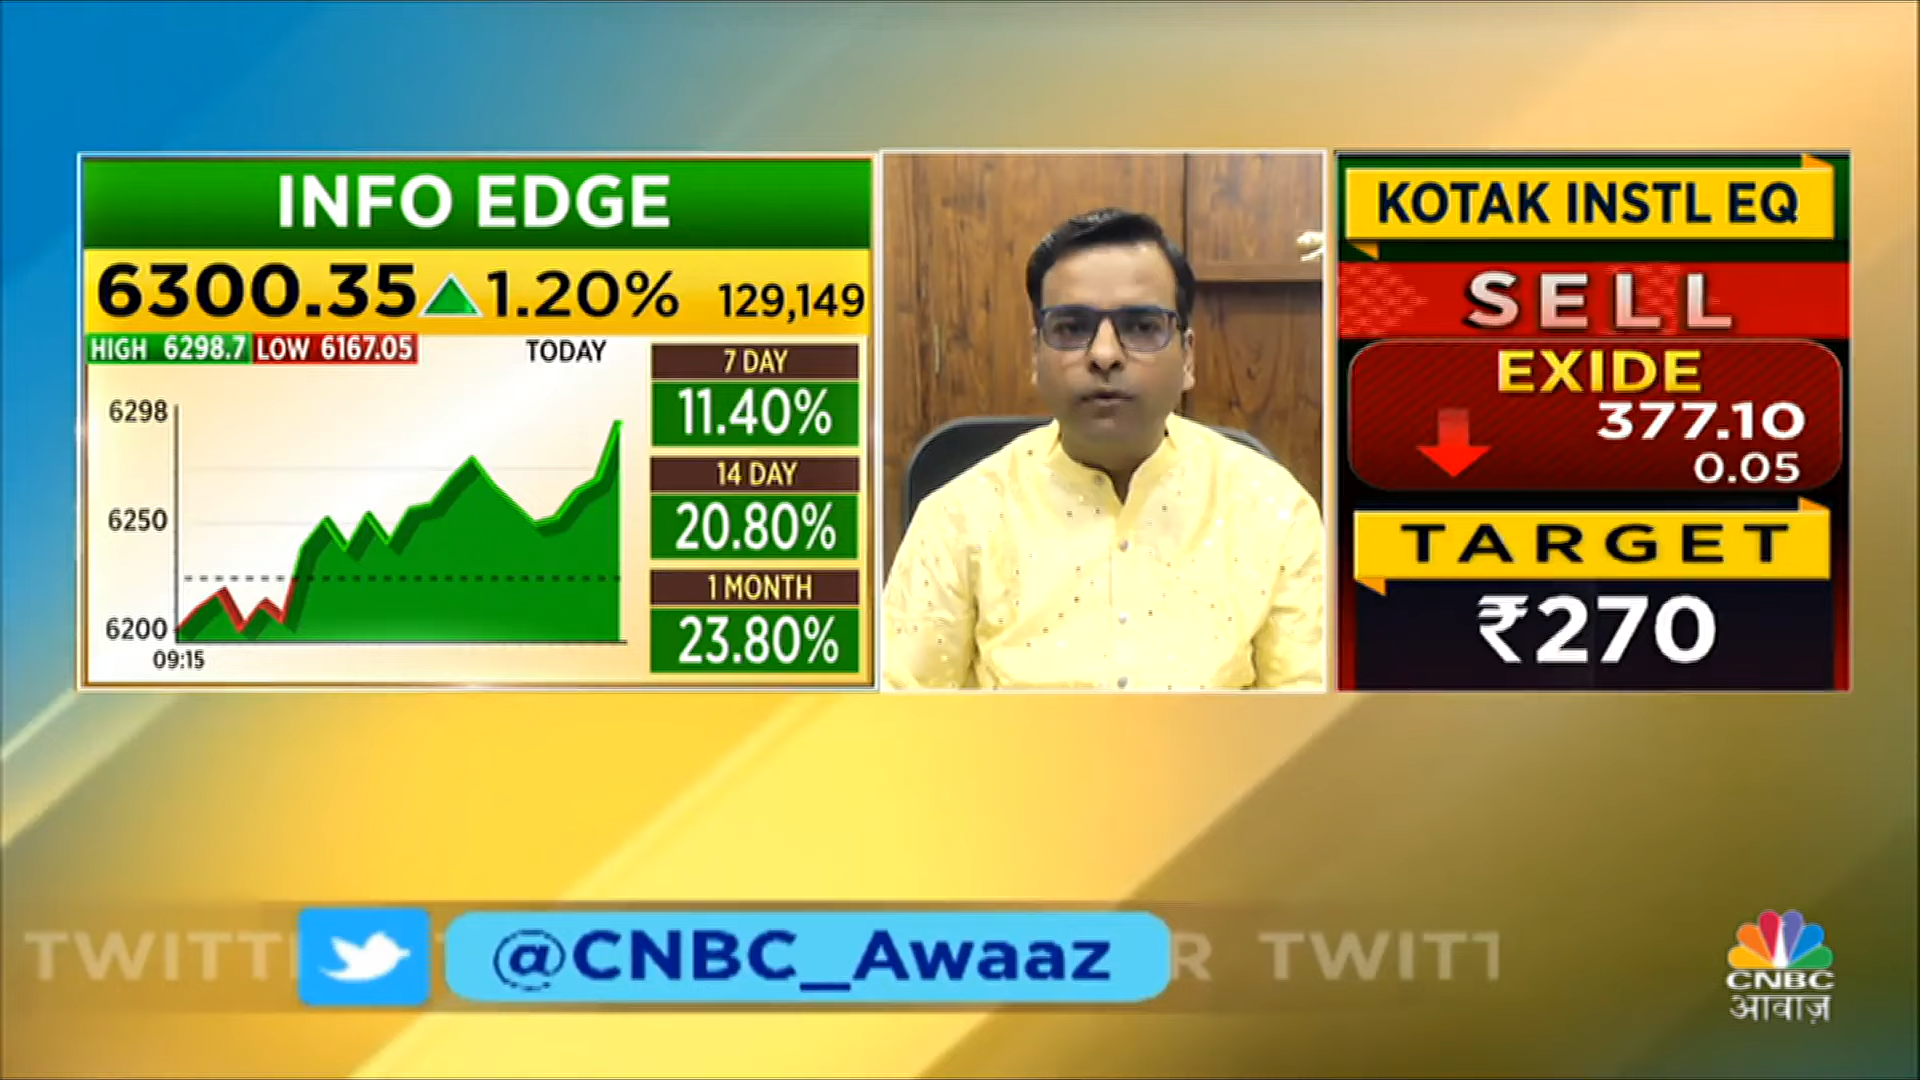 INFO EDGE
6300.35 1.20% 129,149
HIGH 6298.7 LOW 6167.05 TODAY
6298
6250
6200
09:15
7 DAY
11.40%
14 DAY
20.80%
1 MONTH
23.80%
KOTAK INSTL EQ
SELL
EXIDE
377.10
0.05
TARGET
₹270
TWITT @CNBC_Awaaz R TWITT
CNBC
आवाज़